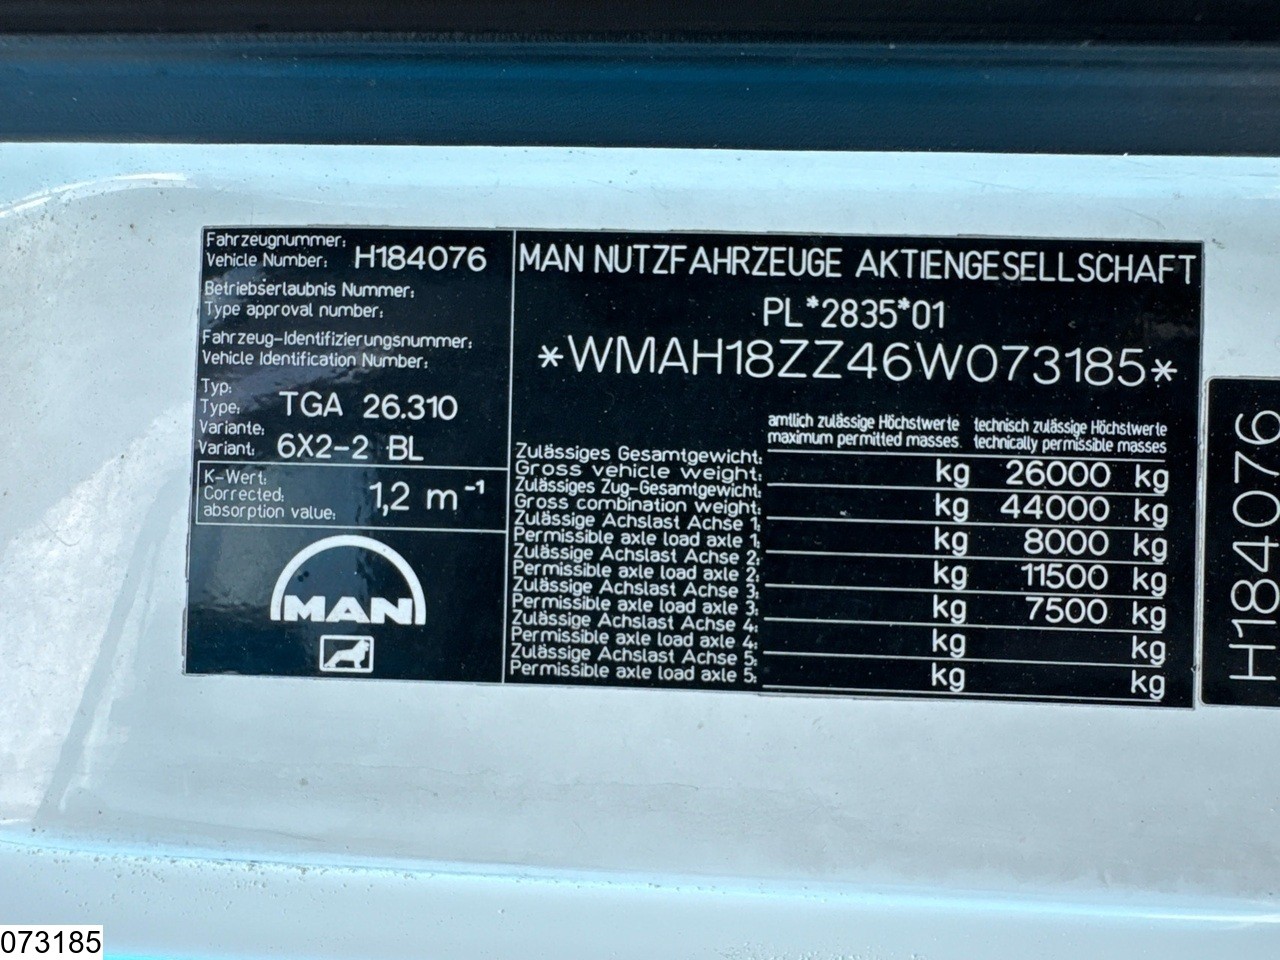 Fahrzeugnummer:
Vehicle Number: H184076
Betriebserlaubnis Nummer:
Type approval number:
Fahrzeug-Identifizierungsnummer:
Vehicle Identification Number:
Typ:
Type: TGA 26.310
Variante:
Variant: 6X2-2 BL
K-Wert:
Corrected:
absorption value: 1,2 m⁻¹
MAN
MAN NUTZFAHRZEUGE AKTIENGESELLSCHAFT
PL*2835*01
*WMAH18ZZ46W073185*
amtlich zulässige Höchstwerte technisch zulässige Höchstwerte
maximum permitted masses technically permissible masses
Zulässiges Gesamtgewicht:
Gross vehicle weight: kg 26000 kg
Zulässiges Zug-Gesamtgewicht:
Gross combination weight: kg 44000 kg
Zulässige Achslast Achse 1:
Permissible axle load axle 1: kg 8000 kg
Zulässige Achslast Achse 2:
Permissible axle load axle 2: kg 11500 kg
Zulässige Achslast Achse 3:
Permissible axle load axle 3: kg 7500 kg
Zulässige Achslast Achse 4:
Permissible axle load axle 4: kg kg
Zulässige Achslast Achse 5:
Permissible axle load axle 5: kg kg
H184076
073185